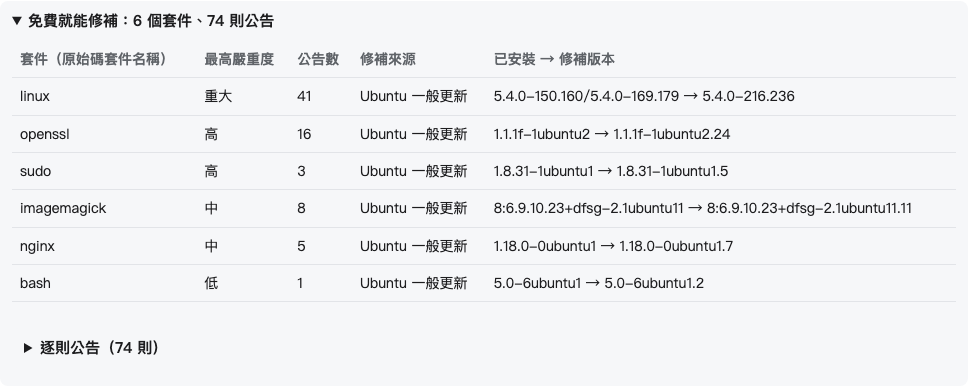 ▼ 免費就能修補：6 個套件、74 則公告
套件（原始碼套件名稱） 最高嚴重度 公告數 修補來源 已安裝 → 修補版本
linux 重大 41 Ubuntu 一般更新 5.4.0-150.160/5.4.0-169.179 → 5.4.0-216.236
openssl 高 16 Ubuntu 一般更新 1.1.1f-1ubuntu2 → 1.1.1f-1ubuntu2.24
sudo 高 3 Ubuntu 一般更新 1.8.31-1ubuntu1 → 1.8.31-1ubuntu1.5
imagemagick 中 8 Ubuntu 一般更新 8:6.9.10.23+dfsg-2.1ubuntu11 → 8:6.9.10.23+dfsg-2.1ubuntu11.11
nginx 中 5 Ubuntu 一般更新 1.18.0-0ubuntu1 → 1.18.0-0ubuntu1.7
bash 低 1 Ubuntu 一般更新 5.0-6ubuntu1 → 5.0-6ubuntu1.2
▶ 逐則公告（74 則）